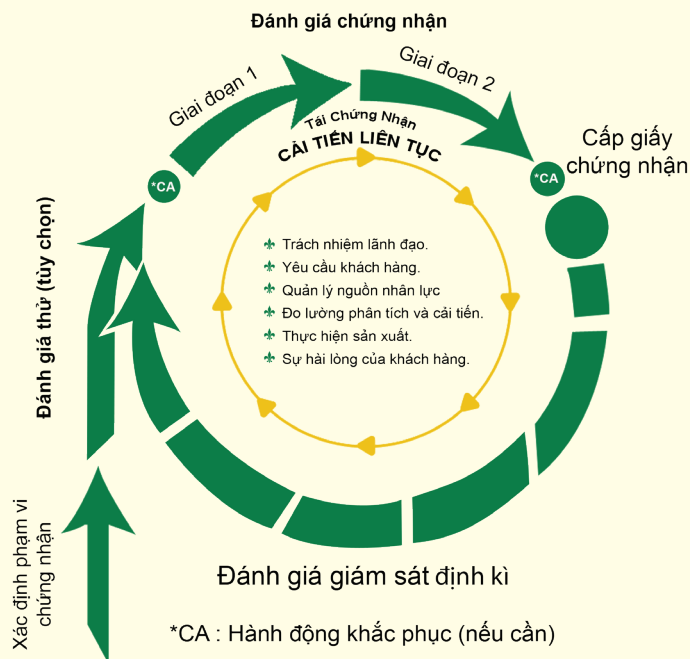 Đánh giá chứng nhận
Giai đoạn 1
Giai đoạn 2
Tái Chứng Nhận
CẢI TIẾN LIÊN TỤC
*CA
*CA
Cấp giấy
chứng nhận
Trách nhiệm lãnh đạo.
Yêu cầu khách hàng.
Quản lý nguồn nhân lực
Đo lường phân tích và cải tiến.
Thực hiện sản xuất.
Sự hài lòng của khách hàng.
Đánh giá thử (tùy chọn)
Xác định phạm vi
chứng nhận
Đánh giá giám sát định kì
*CA : Hành động khắc phục (nếu cần)